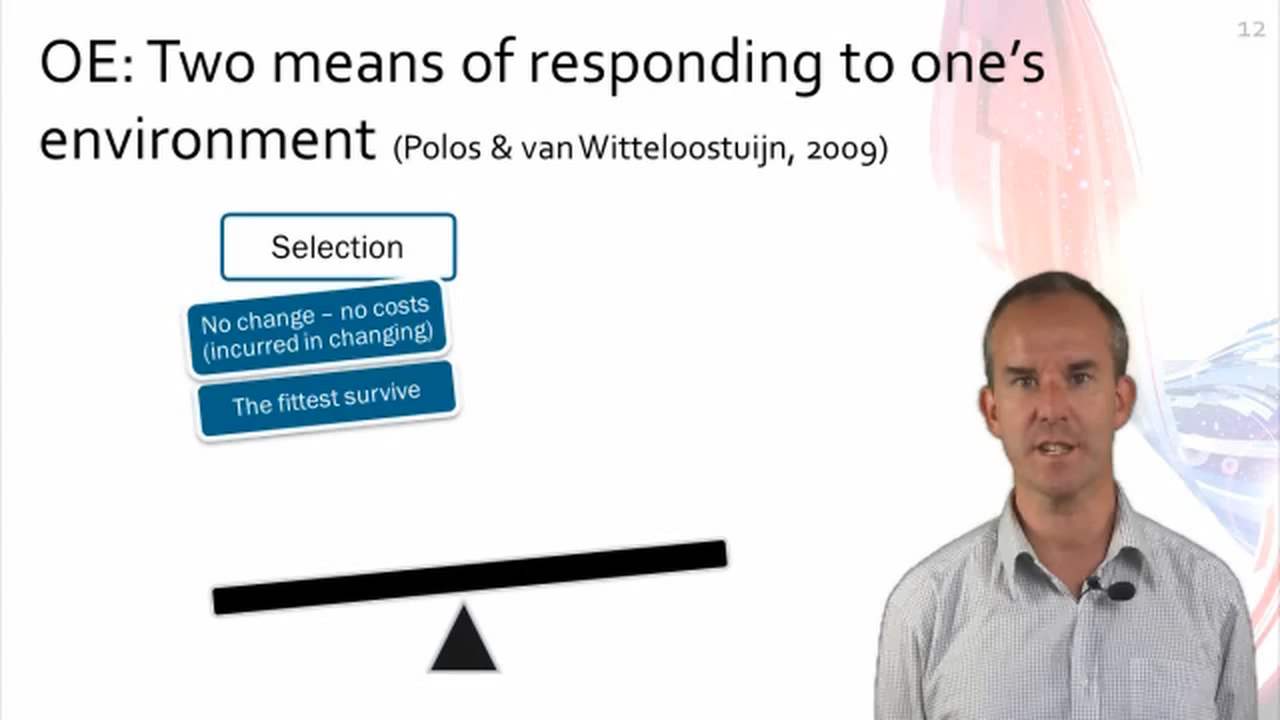 12
OE: Two means of responding to one’s
environment (Polos & van Witteloostuijn, 2009)
Selection
No change – no costs
(incurred in changing)
The fittest survive